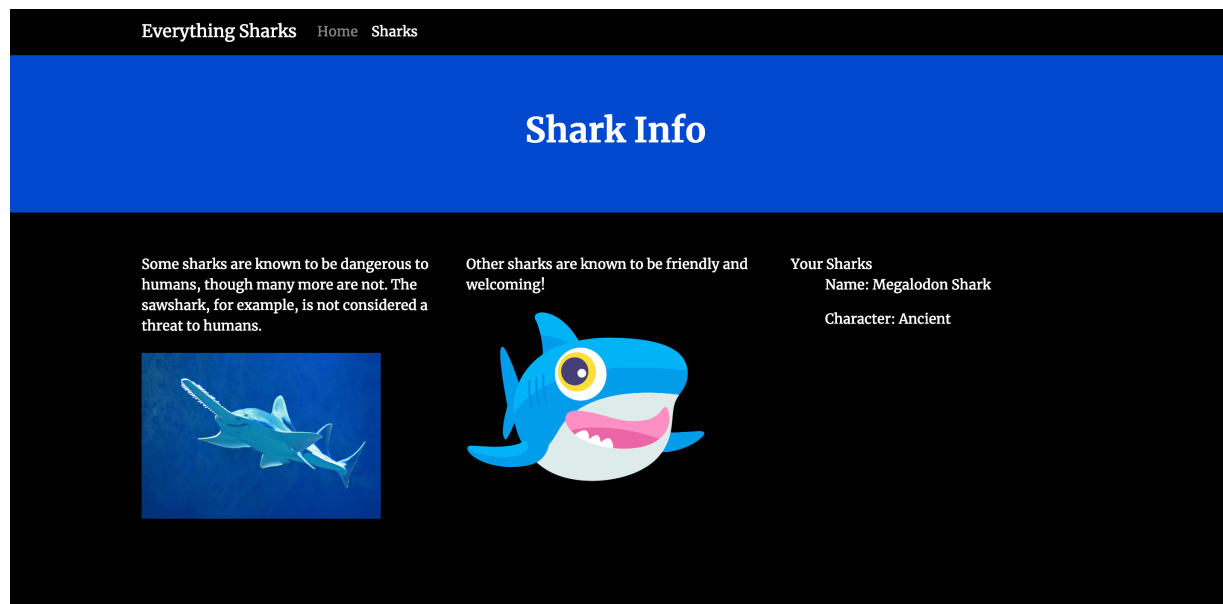 Everything Sharks Home Sharks
Shark Info
Some sharks are known to be dangerous to
humans, though many more are not. The
sawshark, for example, is not considered a
threat to humans.
Other sharks are known to be friendly and
welcoming!
Your Sharks
Name: Megalodon Shark
Character: Ancient